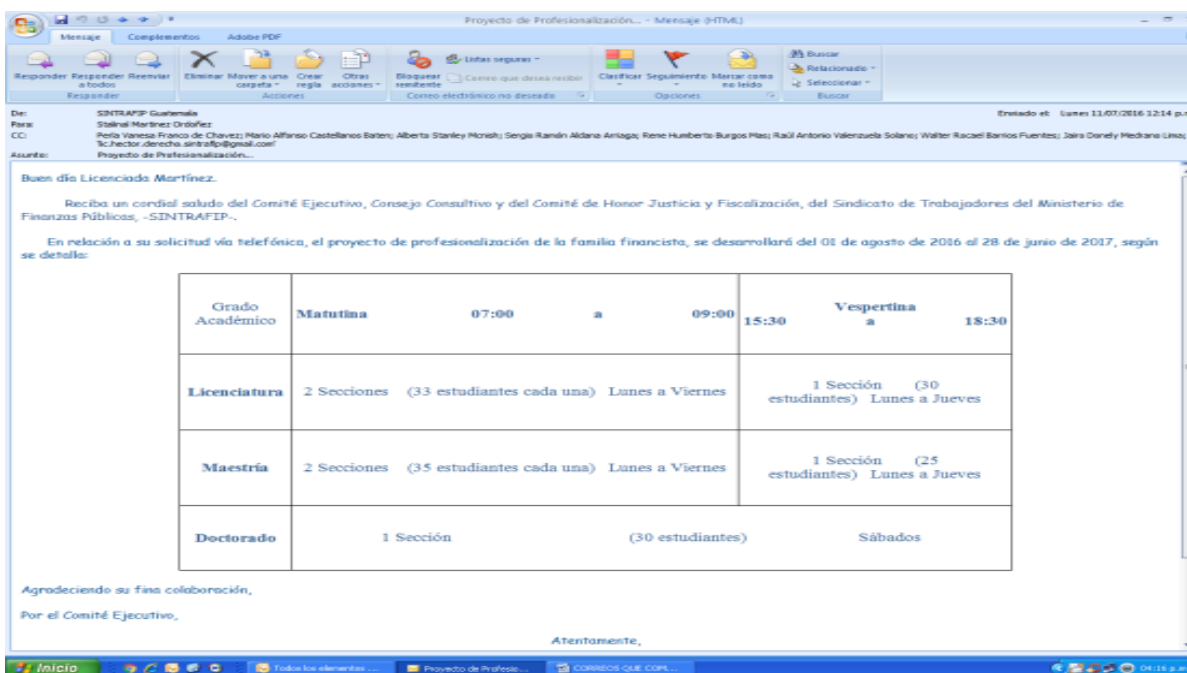 Proyecto de Profesionalización... - Mensaje (HTML)
Mensaje Complementos Adobe PDF
Responder Responder a todos Reenviar
Eliminar Mover a una carpeta Crear regla Otras acciones
Bloquear remitente Listas seguras Correo que desea recibir
Clasificar Seguimiento Marcar como no leído
Buscar Relacionado Seleccionar
Responder Acciones Correo electrónico no deseado Opciones Buscar
De: SINTRAFIP Guatemala Enviado el: Lunes 11/07/2016 12:14 p.m
Para: Stalinal Martinez Ordoñez
CC: Perla Vanesa Franco de Chavez; Mario Alfonso Castellanos Baten; Alberta Stanley Mcnish; Sergio Ramón Aldana Arriaga; Rene Humberto Burgos Mas; Raúl Antonio Valenzuela Solano; Walter Rocael Barrios Fuentes; Jaira Donely Medrano Lima;
'lic.hector.derecho.sintrafip@gmail.com'
Asunto: Proyecto de Profesionalización...
Buen día Licenciada Martínez.
Reciba un cordial saludo del Comité Ejecutivo, Consejo Consultivo y del Comité de Honor Justicia y Fiscalización, del Sindicato de Trabajadores del Ministerio de
Finanzas Públicas, -SINTRAFIP-.
En relación a su solicitud vía telefónica, el proyecto de profesionalización de la familia financista, se desarrollará del 01 de agosto de 2016 al 28 de junio de 2017, según
se detalla:
Grado Académico
Matutina 07:00 a 09:00
Vespertina
15:30 a 18:30
Licenciatura
2 Secciones (33 estudiantes cada una) Lunes a Viernes
1 Sección (30
estudiantes) Lunes a Jueves
Maestría
2 Secciones (35 estudiantes cada una) Lunes a Viernes
1 Sección (25
estudiantes) Lunes a Jueves
Doctorado
1 Sección (30 estudiantes) Sábados
Agradeciendo su fina colaboración,
Por el Comité Ejecutivo,
Atentamente,
Inicio Todos los elementos ... Proyecto de Profesio... CORREOS QUE COM... 04:16 p.m